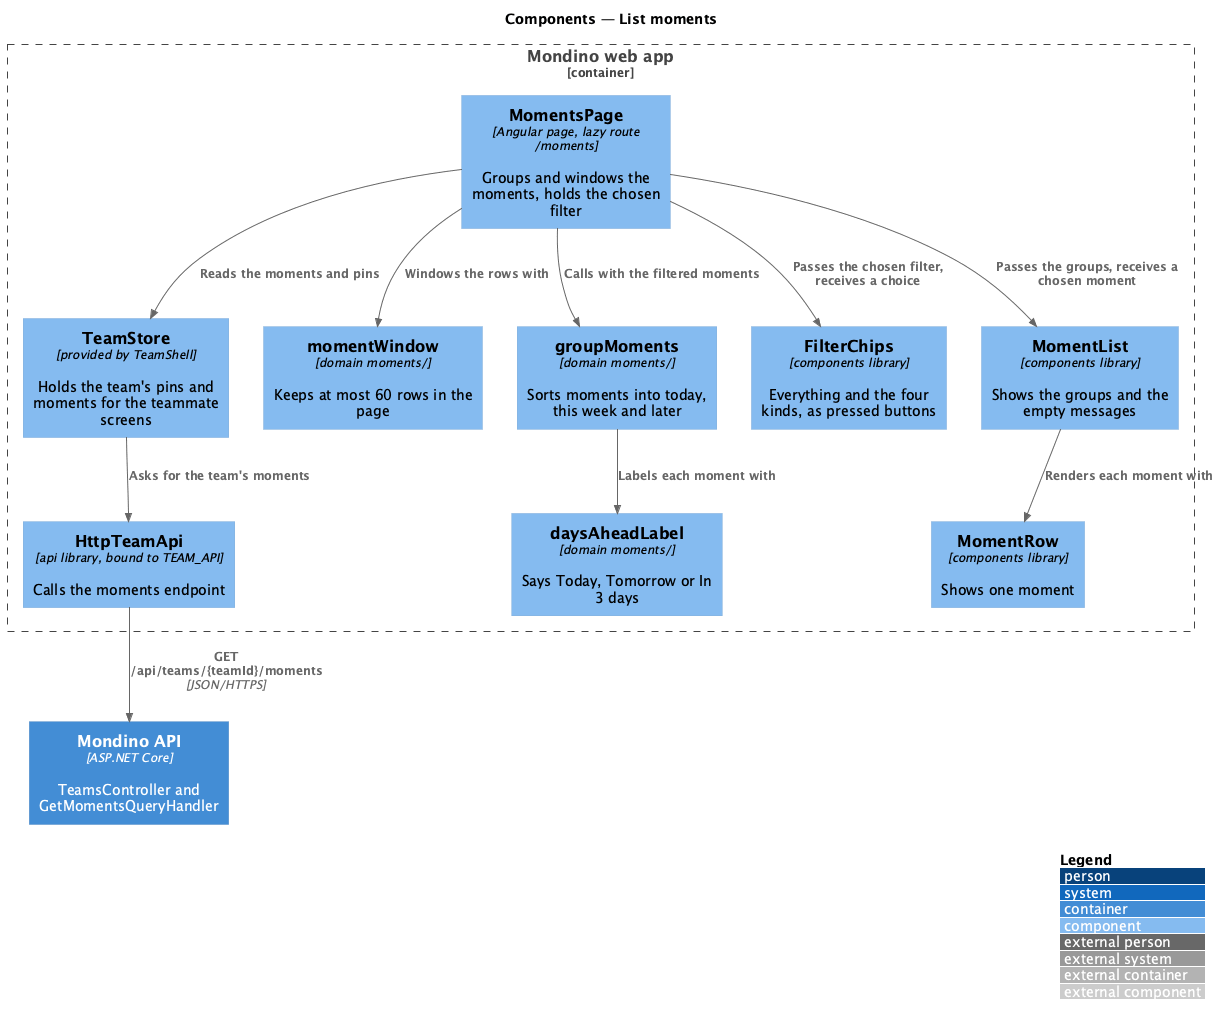 Components — List moments
Mondino web app
[container]
MomentsPage
[Angular page, lazy route
/moments]
Groups and windows the
moments, holds the chosen
filter
Reads the moments and pins
Windows the rows with
Calls with the filtered moments
Passes the chosen filter,
receives a choice
Passes the groups, receives a
chosen moment
TeamStore
[provided by TeamShell]
Holds the team's pins and
moments for the teammate
screens
momentWindow
[domain moments/]
Keeps at most 60 rows in the
page
groupMoments
[domain moments/]
Sorts moments into today,
this week and later
FilterChips
[components library]
Everything and the four
kinds, as pressed buttons
MomentList
[components library]
Shows the groups and the
empty messages
Asks for the team's moments
Labels each moment with
Renders each moment with
HttpTeamApi
[api library, bound to TEAM_API]
Calls the moments endpoint
daysAheadLabel
[domain moments/]
Says Today, Tomorrow or In
3 days
MomentRow
[components library]
Shows one moment
GET
/api/teams/{teamId}/moments
[JSON/HTTPS]
Mondino API
[ASP.NET Core]
TeamsController and
GetMomentsQueryHandler
Legend
person
system
container
component
external person
external system
external container
external component